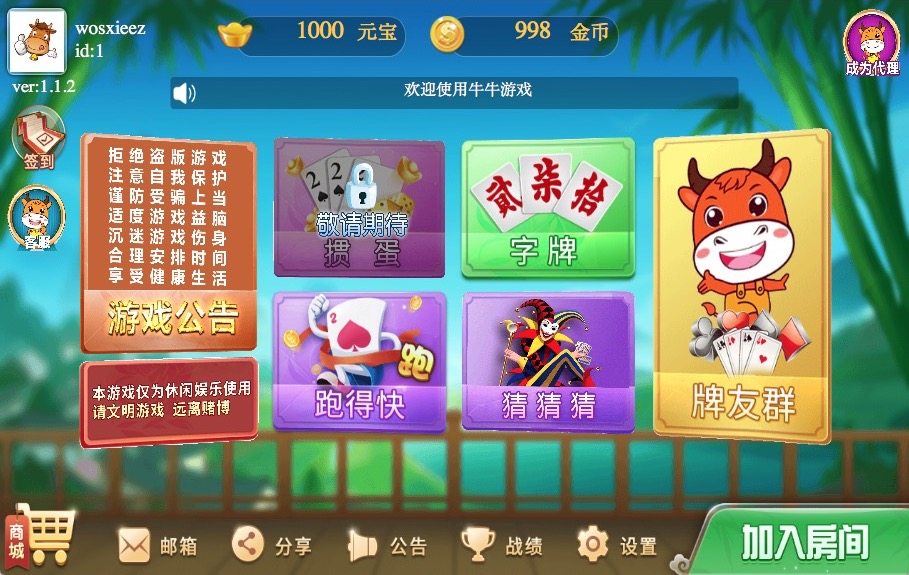 wosxieez
id:1
ver:1.1.2
1000 元宝
998 金币
成为代理
欢迎使用牛牛游戏
签到
客服
拒绝盗版游戏
注意自我保护
谨防受骗上当
适度游戏益脑
沉迷游戏伤身
合理安排时间
享受健康生活
游戏公告
本游戏仅为休闲娱乐使用
请文明游戏 远离赌博
2 2
敬请期待
掼蛋
贰 柒 拾
字牌
2
跑
跑得快
猜猜猜
牌友群
商城
邮箱
分享
公告
战绩
设置
加入房间